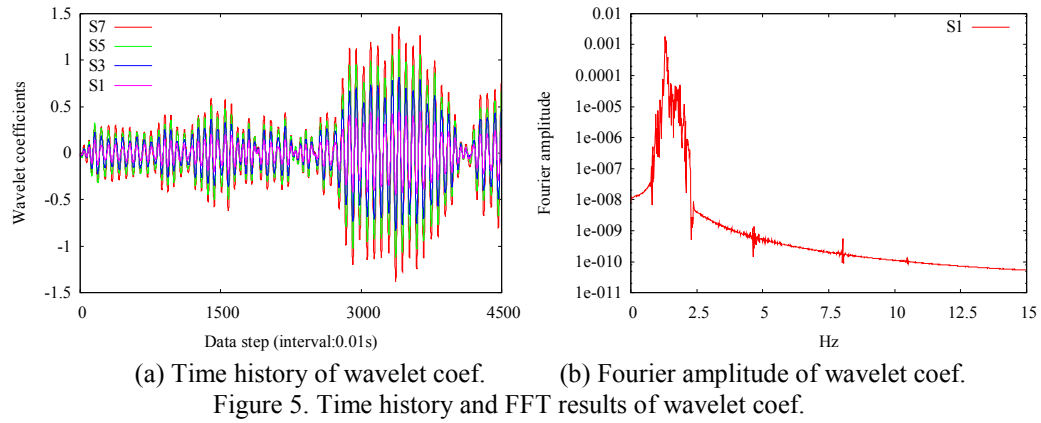 S7
S5
S3
S1
1.5
1
0.5
0
-0.5
-1
-1.5
Wavelet coefficients
0 1500 3000 4500
Data step (interval:0.01s)
(a) Time history of wavelet coef.
S1
0.01
0.001
0.0001
1e-005
1e-006
1e-007
1e-008
1e-009
1e-010
1e-011
Fourier amplitude
0 2.5 5 7.5 10 12.5 15
Hz
(b) Fourier amplitude of wavelet coef.
Figure 5. Time history and FFT results of wavelet coef.